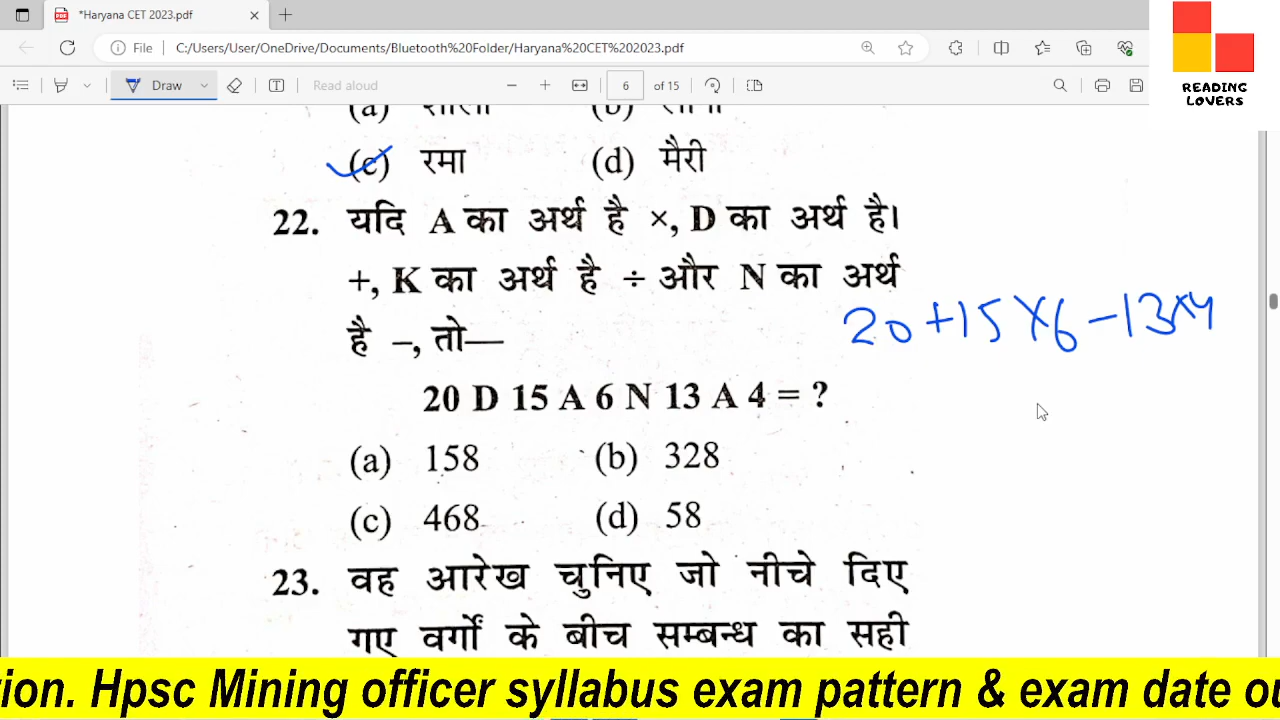 *Haryana CET 2023.pdf
File C:/Users/User/OneDrive/Documents/Bluetooth%20Folder/Haryana%20CET%202023.pdf
Draw Read aloud 6 of 15
READING
LOVERS
(c) रमा (d) मैरी
22. यदि A का अर्थ है ×, D का अर्थ है।
+, K का अर्थ है ÷ और N का अर्थ
है –, तो—
20 + 15 × 6 – 13 × 4
20 D 15 A 6 N 13 A 4 = ?
(a) 158 (b) 328
(c) 468 (d) 58
23. वह आरेख चुनिए जो नीचे दिए
गए वर्गों के बीच सम्बन्ध का सही
Hpsc Mining officer syllabus exam pattern & exam date